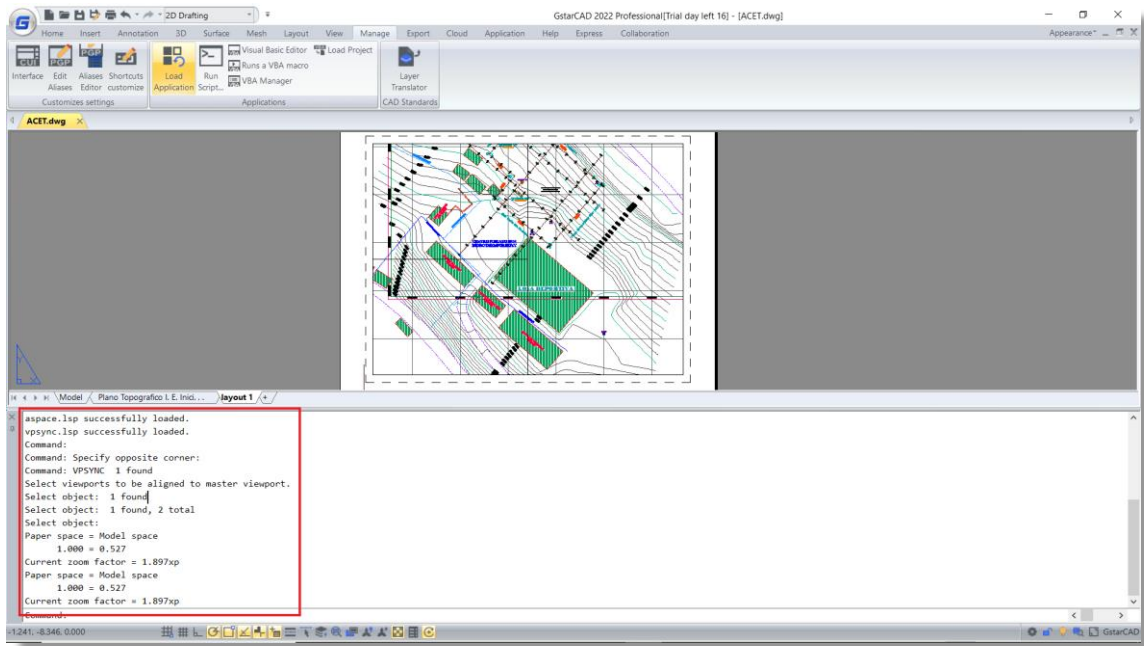 2D Drafting
GstarCAD 2022 Professional[Trial day left 16] - [ACET.dwg]
Home Insert Annotation 3D Surface Mesh Layout View Manage Export Cloud Application Help Express Collaboration
Appearance
CUI PGP PGP
Visual Basic Editor Load Project
Runs a VBA macro
VBA Manager
Interface Edit Aliases Shortcuts Load Run Layer
Aliases Editor customize Application Script... Translator
Customizes settings Applications CAD Standards
ACET.dwg
AREA DEPORTIVA
Model Plano Topografico I. E. Inici. . . layout 1 +
aspace.lsp successfully loaded.
vpsync.lsp successfully loaded.
Command:
Command: Specify opposite corner:
Command: VPSYNC 1 found
Select viewports to be aligned to master viewport.
Select object: 1 found
Select object: 1 found, 2 total
Select object:
Paper space = Model space
1.000 = 0.527
Current zoom factor = 1.897xp
Paper space = Model space
1.000 = 0.527
Current zoom factor = 1.897xp
Command:
-1.241, -8.346, 0.000
GstarCAD